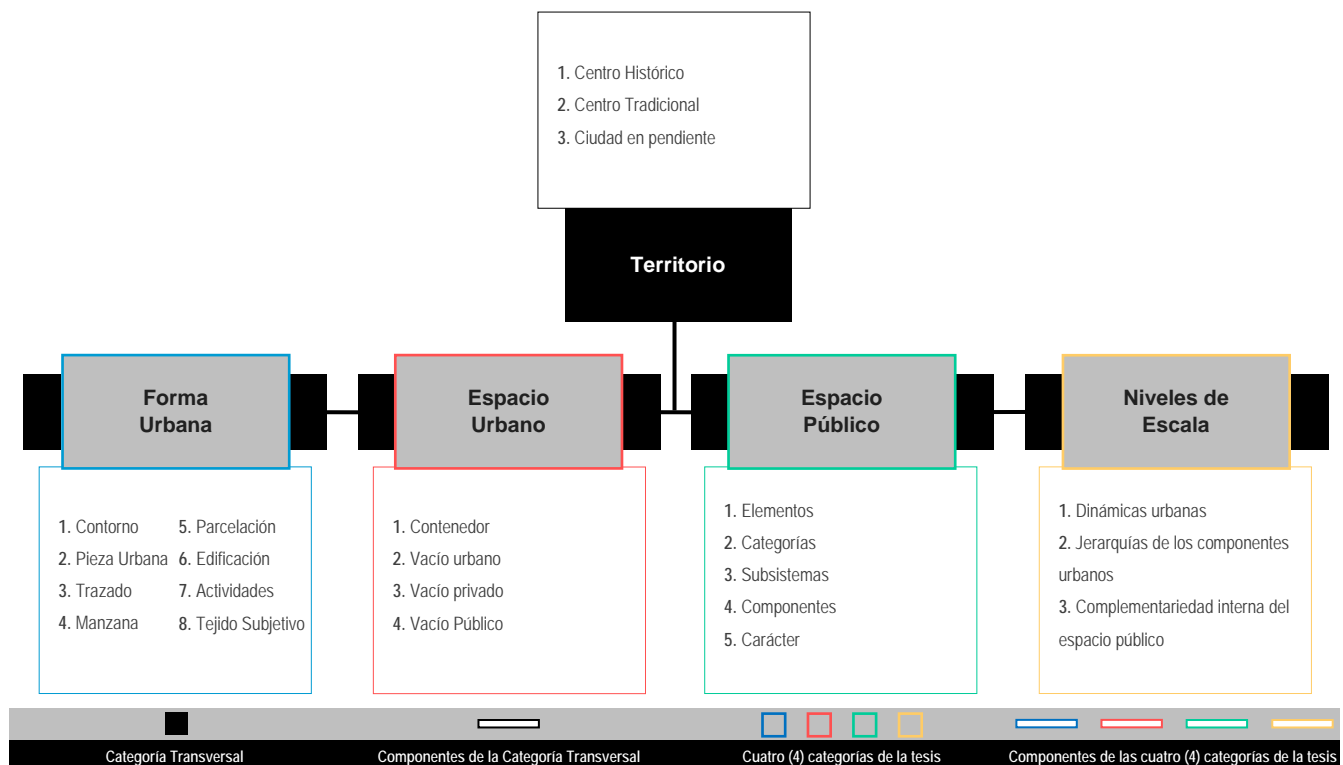 1. Centro Histórico
2. Centro Tradicional
3. Ciudad en pendiente
Territorio
Forma
Urbana
Espacio
Urbano
Espacio
Público
Niveles de
Escala
1. Contorno
2. Pieza Urbana
3. Trazado
4. Manzana
5. Parcelación
6. Edificación
7. Actividades
8. Tejido Subjetivo
1. Contenedor
2. Vacío urbano
3. Vacío privado
4. Vacío Público
1. Elementos
2. Categorías
3. Subsistemas
4. Componentes
5. Carácter
1. Dinámicas urbanas
2. Jerarquías de los componentes
urbanos
3. Complementariedad interna del
espacio público
Categoría Transversal
Componentes de la Categoría Transversal
Cuatro (4) categorías de la tesis
Componentes de las cuatro (4) categorías de la tesis